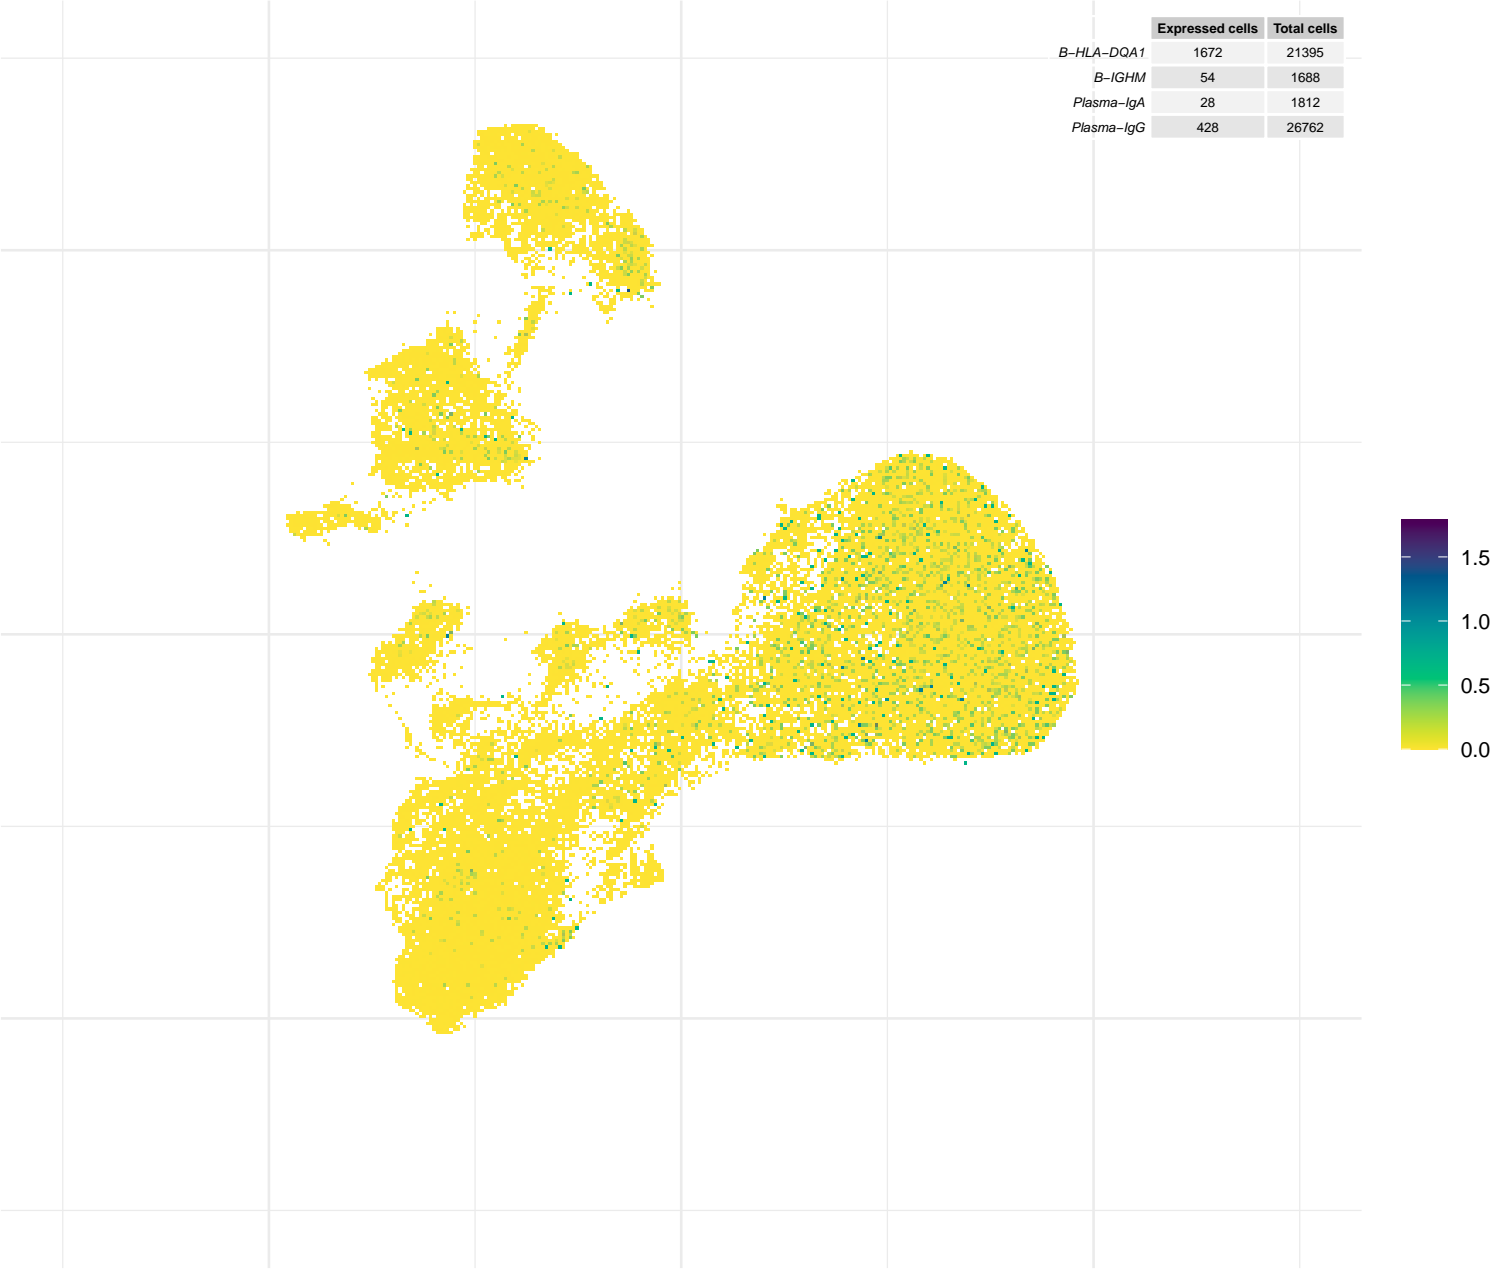 Expressed cells Total cells
B−HLA−DQA1 1672 21395
B−IGHM 54 1688
Plasma−IgA 28 1812
Plasma−IgG 428 26762
1.5
1.0
0.5
0.0